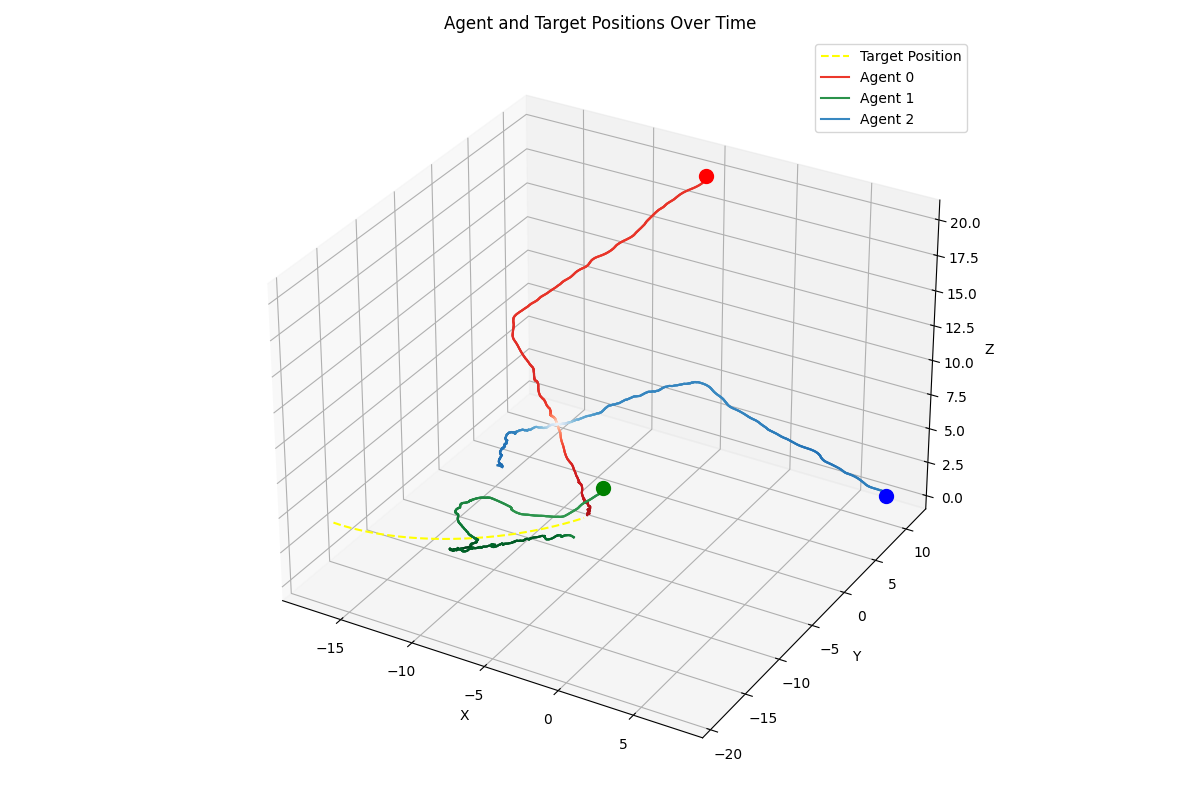 Agent and Target Positions Over Time
Target Position
Agent 0
Agent 1
Agent 2
20.0
17.5
15.0
12.5
10.0
7.5
5.0
2.5
0.0
Z
10
5
0
−5
−10
−15
−20
Y
−15
−10
−5
0
5
X